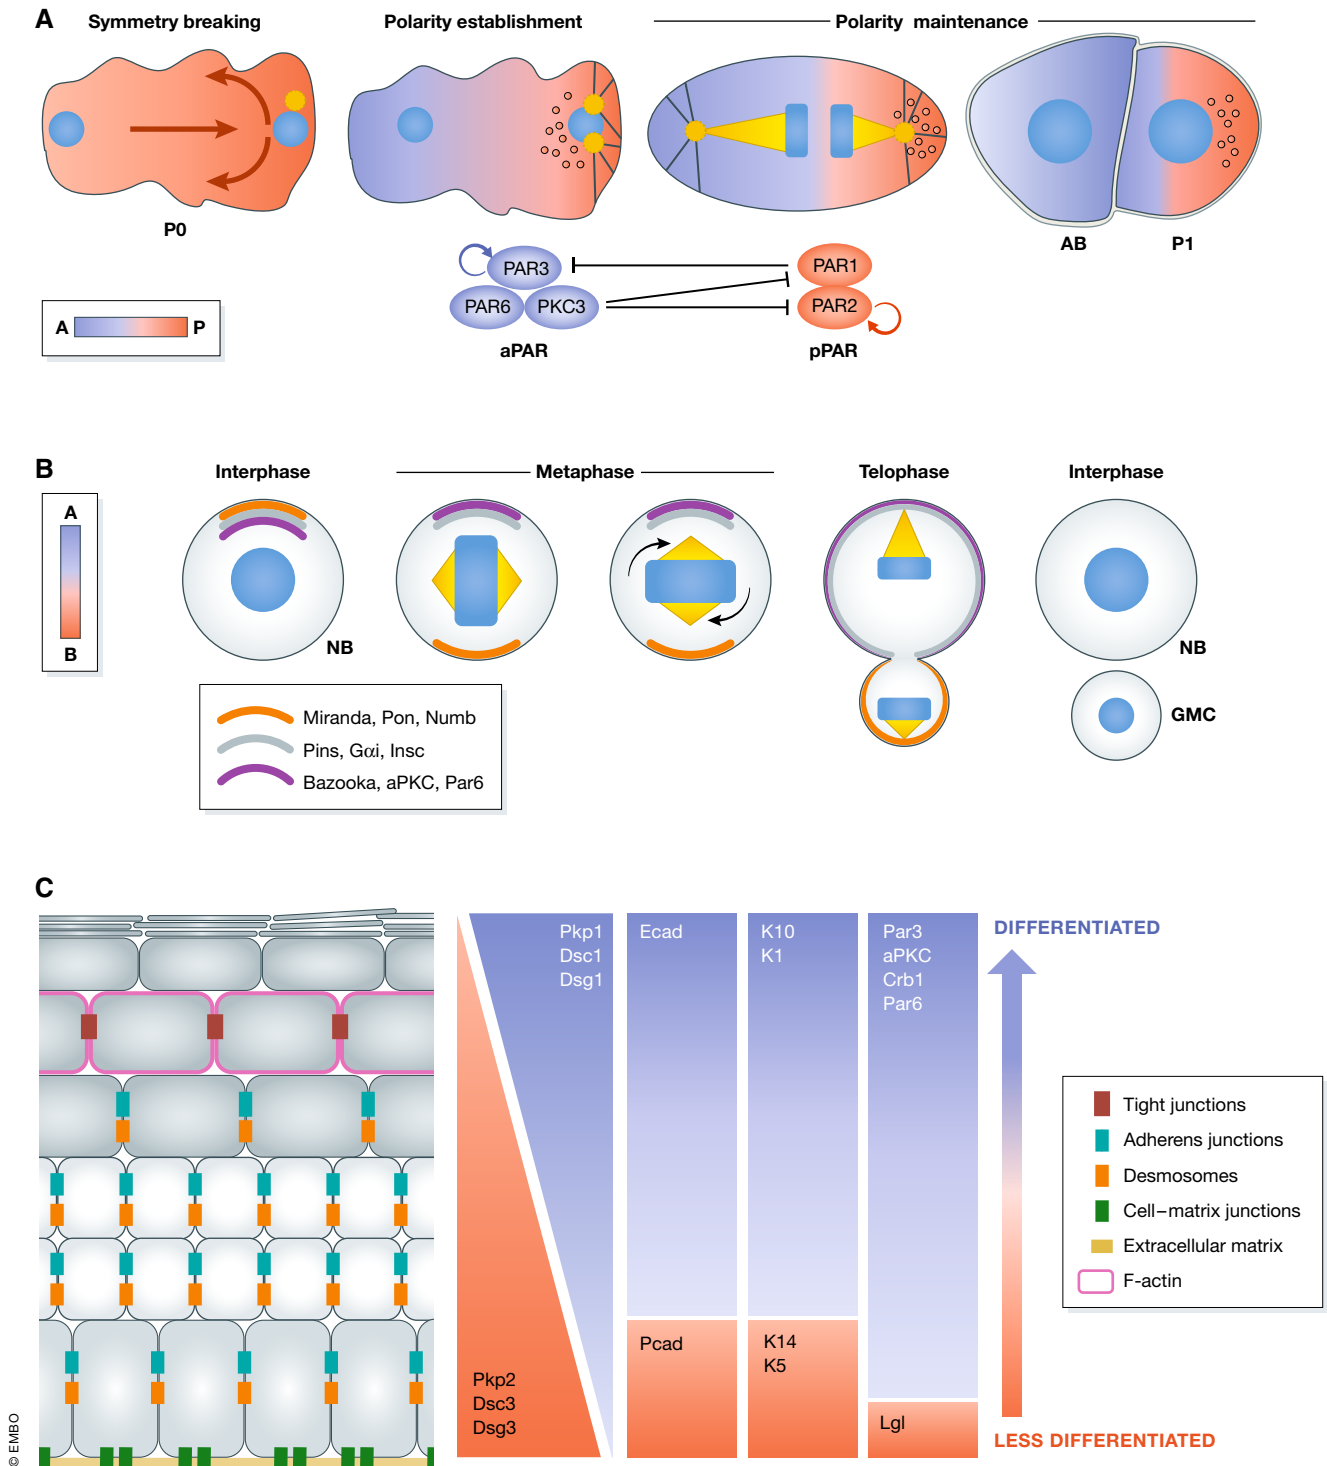 A
Symmetry breaking
Polarity establishment
Polarity maintenance
P0
AB
P1
PAR3
PAR6
PKC3
aPAR
PAR1
PAR2
pPAR
A
P
B
Interphase
Metaphase
Telophase
Interphase
A
B
NB
NB
GMC
Miranda, Pon, Numb
Pins, Gαi, Insc
Bazooka, aPKC, Par6
C
Pkp1
Dsc1
Dsg1
Pkp2
Dsc3
Dsg3
Ecad
Pcad
K10
K1
K14
K5
Par3
aPKC
Crb1
Par6
Lgl
DIFFERENTIATED
LESS DIFFERENTIATED
Tight junctions
Adherens junctions
Desmosomes
Cell–matrix junctions
Extracellular matrix
F-actin
© EMBO